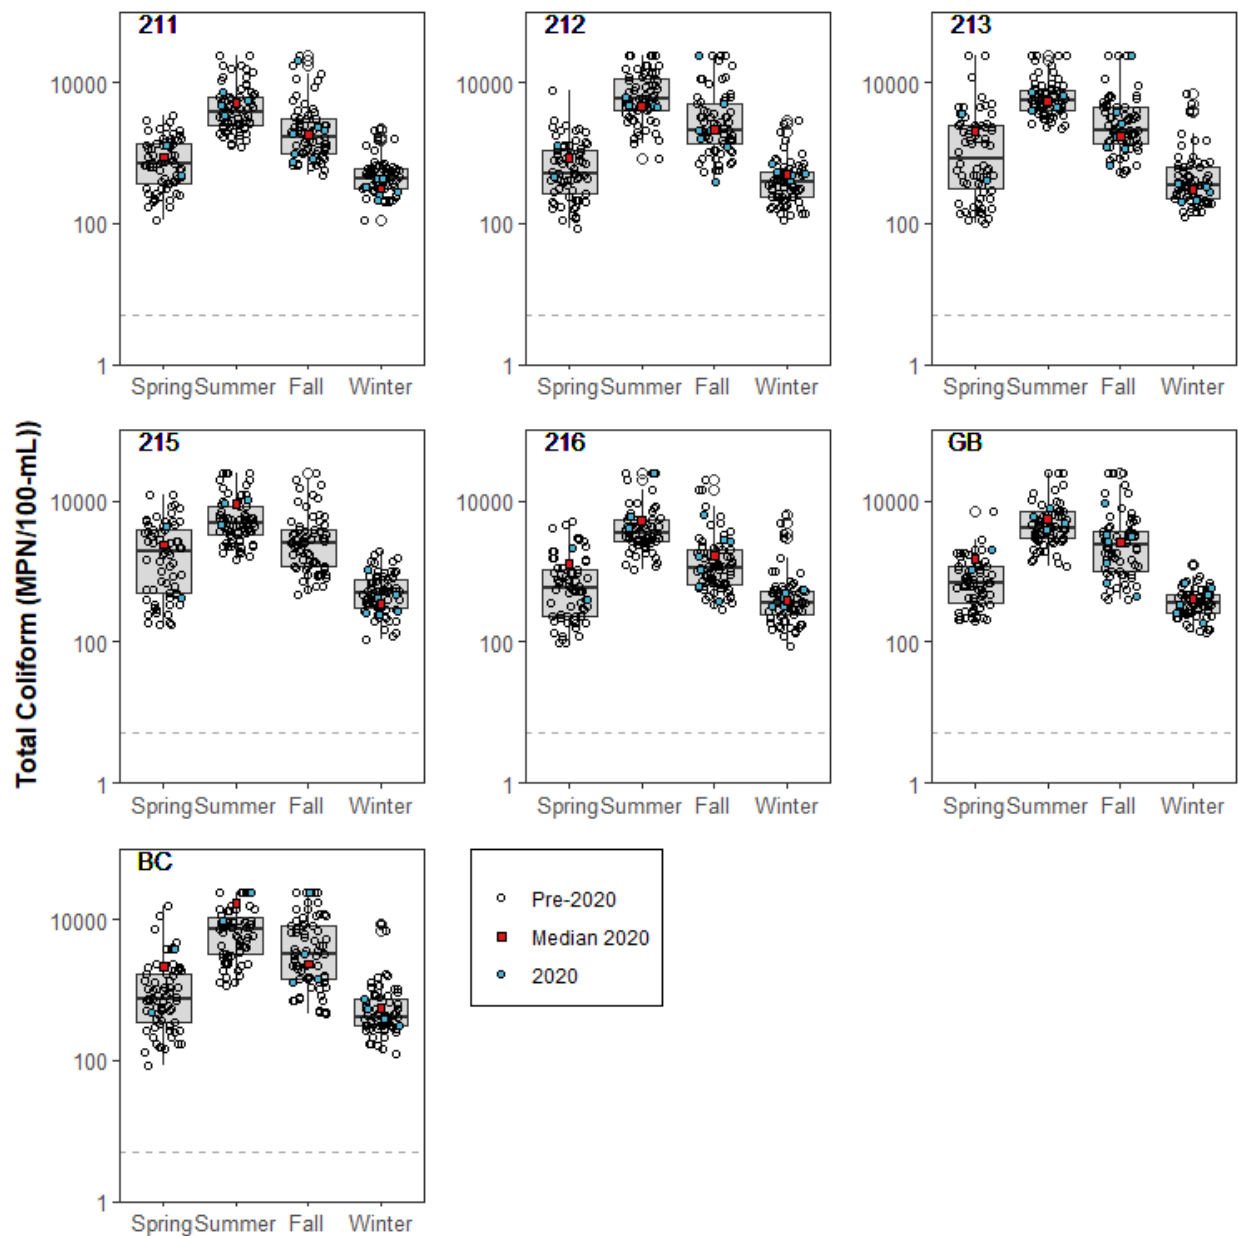 211
212
213
10000
100
1
Spring Summer Fall Winter
10000
100
1
Spring Summer Fall Winter
10000
100
1
Spring Summer Fall Winter
Total Coliform (MPN/100-mL))
215
216
GB
10000
100
1
Spring Summer Fall Winter
10000
100
1
Spring Summer Fall Winter
10000
100
1
Spring Summer Fall Winter
BC
10000
100
1
Spring Summer Fall Winter
Pre-2020
Median 2020
2020